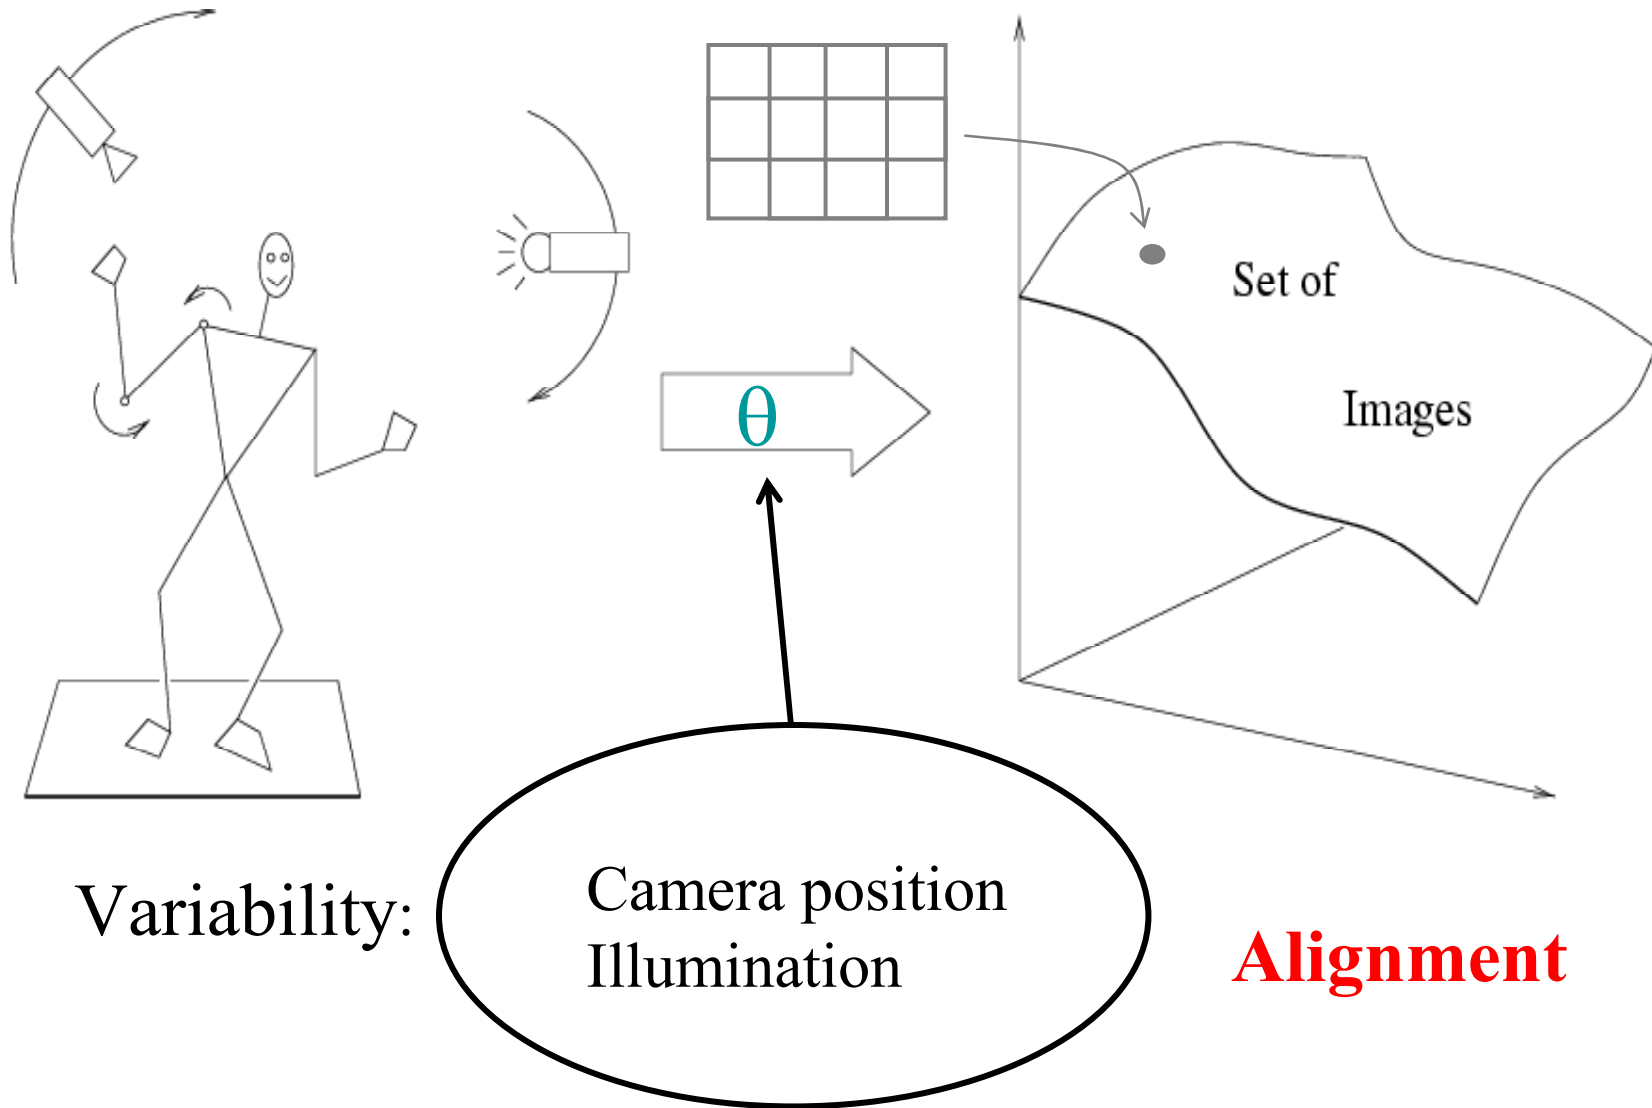 Set of
Images
θ
Variability:
Camera position
Illumination
Alignment